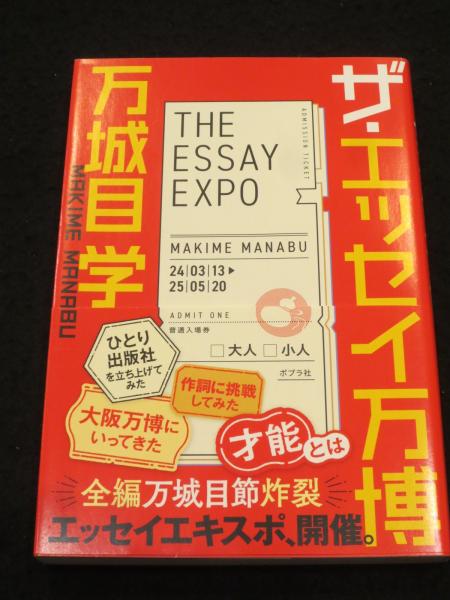 ザ・エッセイ万博
万城目学
MAKIME MANABU
THE
ESSAY
EXPO
ADMISSION TICKET
MAKIME MANABU
24|03|13▶
25|05|20
ADMIT ONE
普通入場券
□大人 □小人
ポプラ社
ひとり
出版社
を立ち上げて
みた
作詞に挑戦
してみた
大阪万博に
いってきた
才能とは
全編万城目節炸裂
エッセイエキスポ、開催。